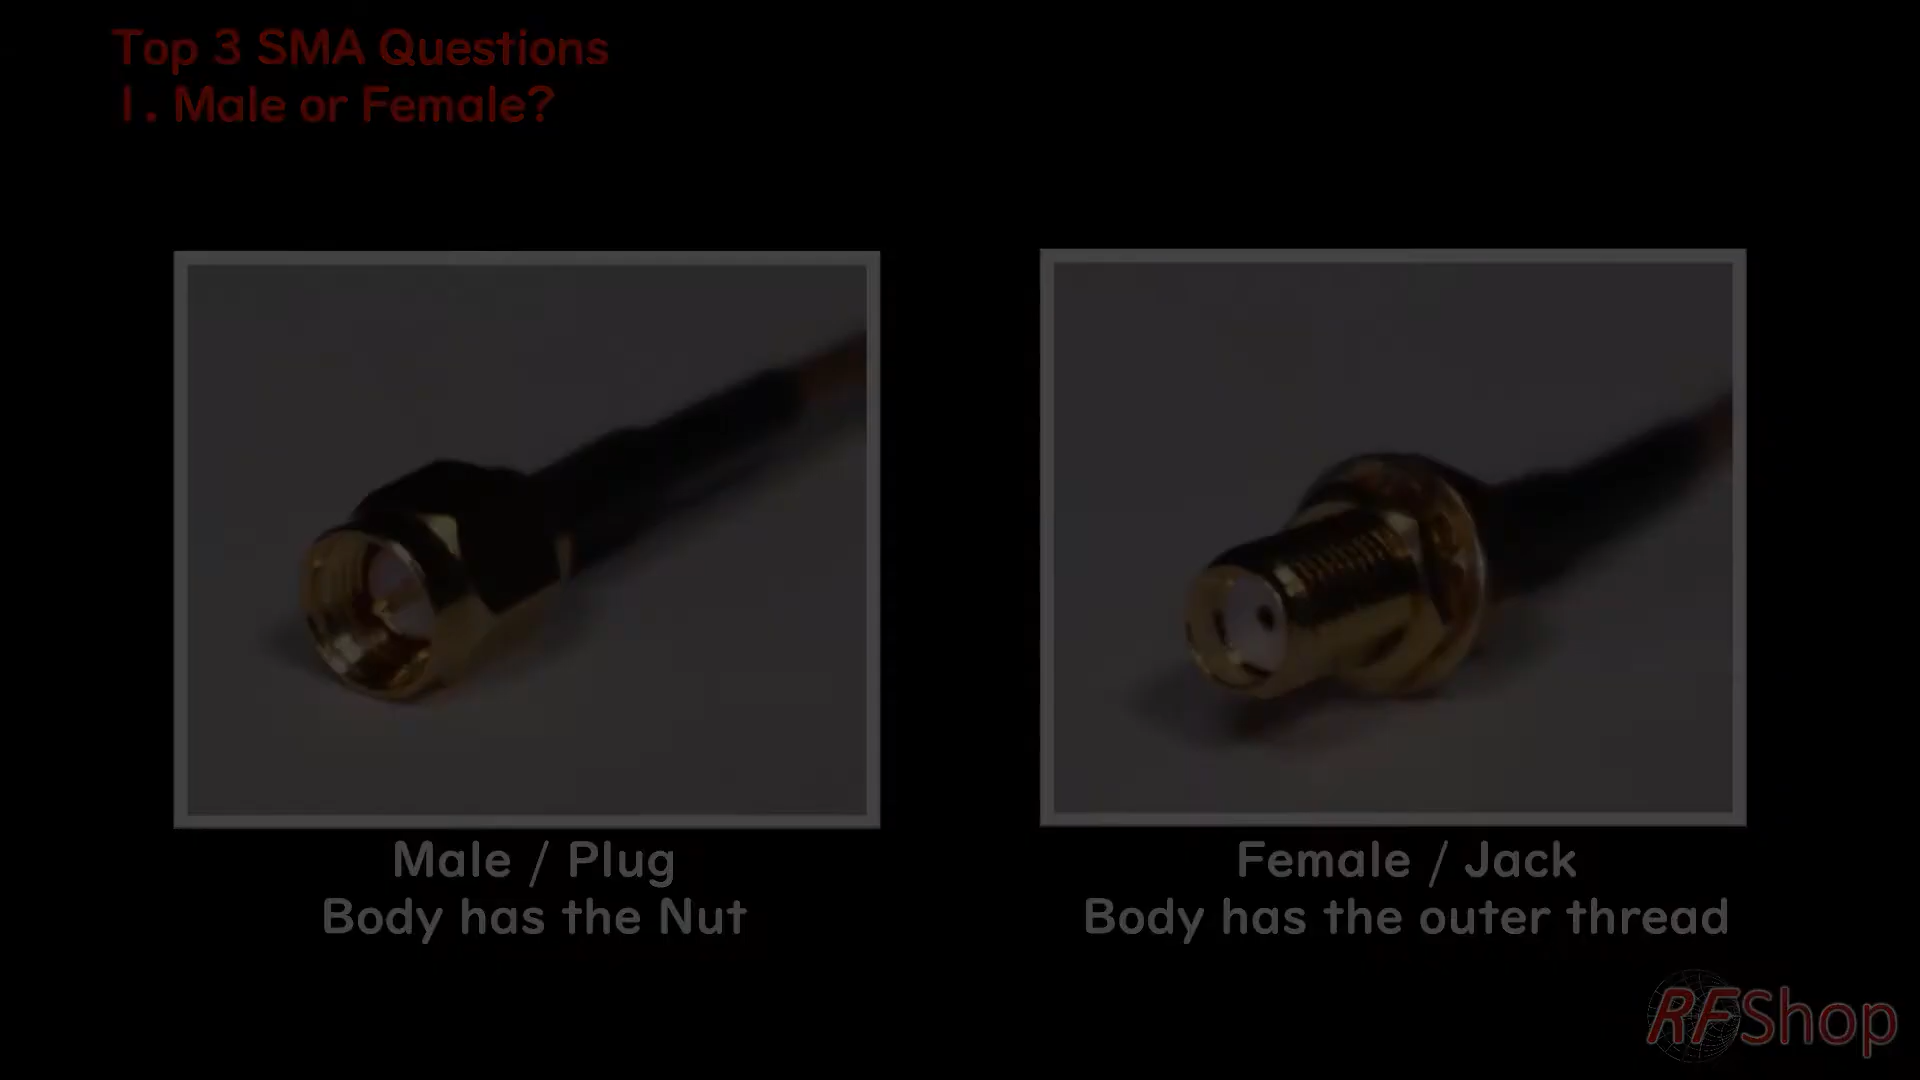 Top 3 SMA Questions
1. Male or Female?
Male / Plug
Body has the Nut
Female / Jack
Body has the outer thread
RFShop